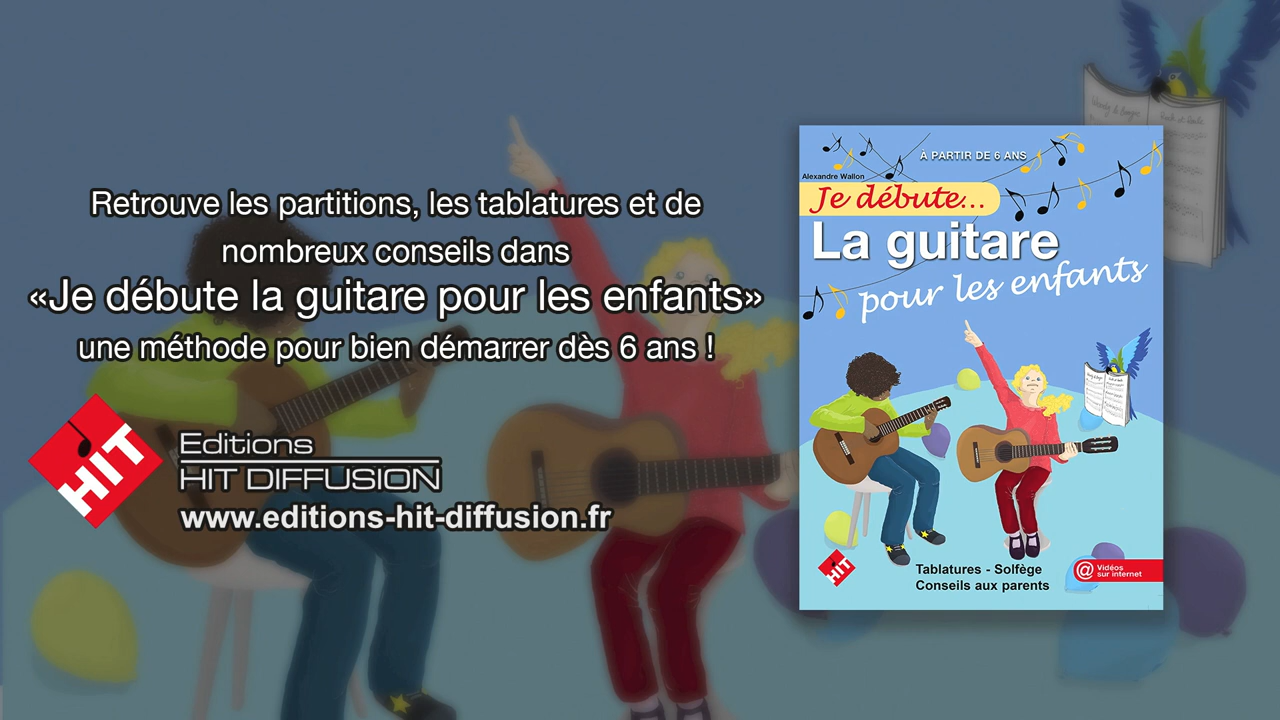 Retrouve les partitions, les tablatures et de
nombreux conseils dans
«Je débute la guitare pour les enfants»
une méthode pour bien démarrer dès 6 ans !
HIT
Editions
HIT DIFFUSION
www.editions-hit-diffusion.fr
À PARTIR DE 6 ANS
Alexandre Wallon
Je débute...
La guitare
pour les enfants
HIT
Tablatures - Solfège
Conseils aux parents
@ Vidéos
sur internet